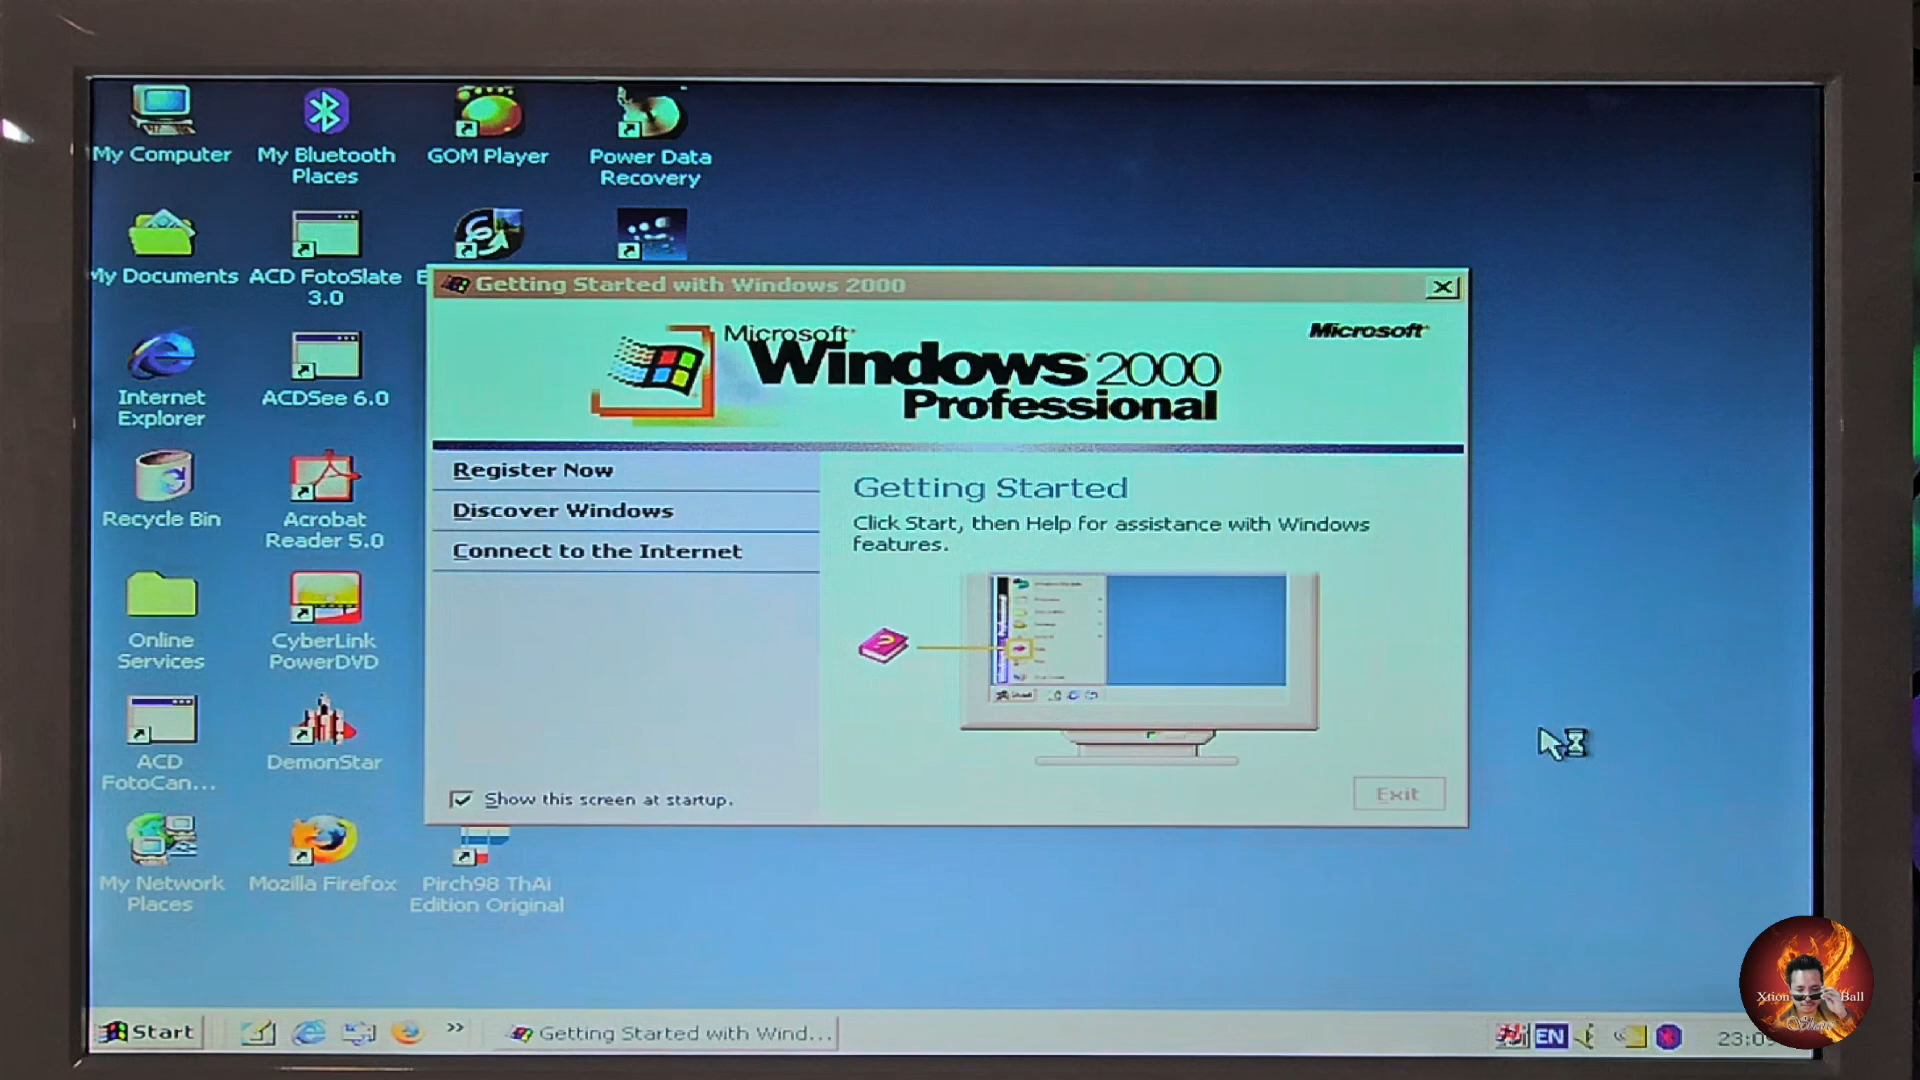 My Computer
My Bluetooth
Places
GOM Player
Power Data
Recovery
My Documents
ACD FotoSlate
3.0
Internet
Explorer
ACDSee 6.0
Recycle Bin
Acrobat
Reader 5.0
Online
Services
CyberLink
PowerDVD
ACD
FotoCan...
DemonStar
My Network
Places
Mozilla Firefox
Pirch98 ThAi
Edition Original
Getting Started with Windows 2000
Microsoft
Windows 2000
Professional
Microsoft
Register Now
Discover Windows
Connect to the Internet
Show this screen at startup.
Getting Started
Click Start, then Help for assistance with Windows
features.
Start
Exit
Start
Getting Started with Wind...
EN
Xtion Ball